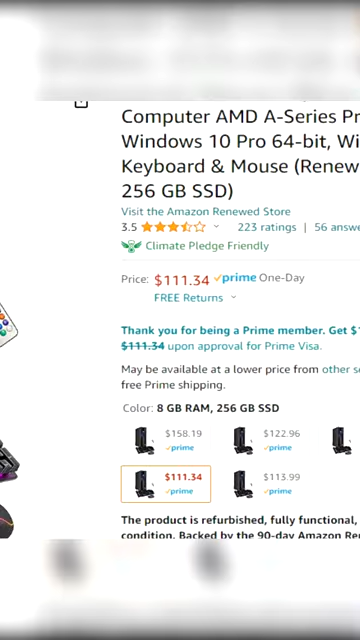 Computer AMD A-Series Pr
Windows 10 Pro 64-bit, Wi
Keyboard & Mouse (Renew
256 GB SSD)
Visit the Amazon Renewed Store
3.5 223 ratings | 56 answe
Climate Pledge Friendly
Price: $111.34 prime One-Day
FREE Returns
Thank you for being a Prime member. Get $1
$111.34 upon approval for Prime Visa.
May be available at a lower price from other se
free Prime shipping.
Color: 8 GB RAM, 256 GB SSD
$158.19 $122.96
prime prime
$111.34 $113.99
prime prime
The product is refurbished, fully functional,
condition. Backed by the 90-day Amazon Re